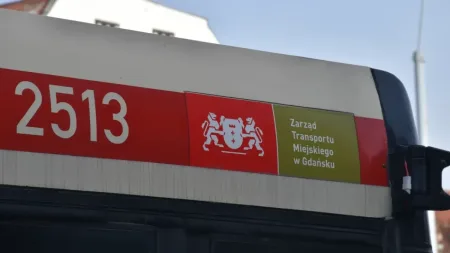 2513
Zarząd
Transportu
Miejskiego
w Gdańsku